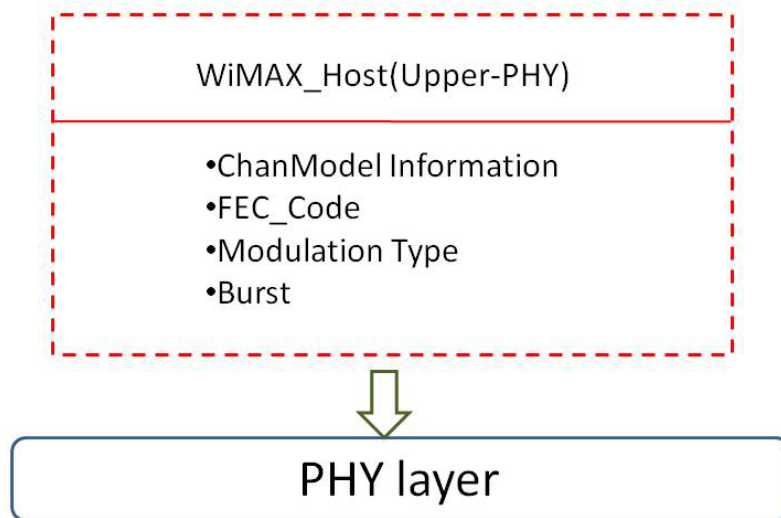 WiMAX_Host(Upper-PHY)
•ChanModel Information
•FEC_Code
•Modulation Type
•Burst
PHY layer